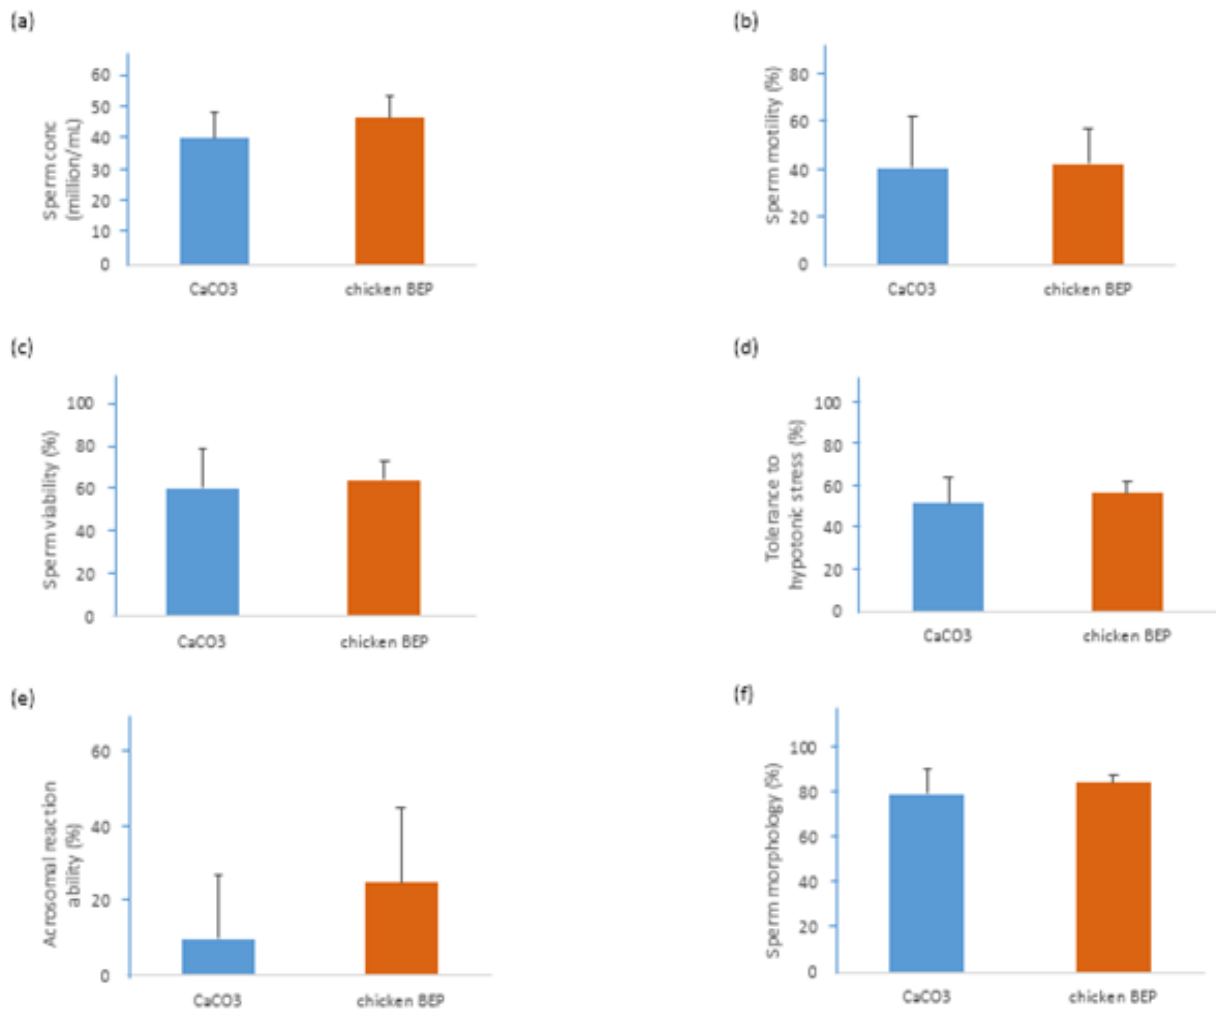 (a)
Sperm conc
(million/mL)
60
50
40
30
20
10
0
CaCO3 chicken BEP
(b)
Sperm motility (%)
80
60
40
20
0
CaCO3 chicken BEP
(c)
Sperm viability (%)
100
80
60
40
20
0
CaCO3 chicken BEP
(d)
Tolerance to
hypotonic stress (%)
100
80
60
40
20
0
CaCO3 chicken BEP
(e)
Acrosomal reaction
ability (%)
60
40
20
0
CaCO3 chicken BEP
(f)
Sperm morphology (%)
100
80
60
40
20
0
CaCO3 chicken BEP